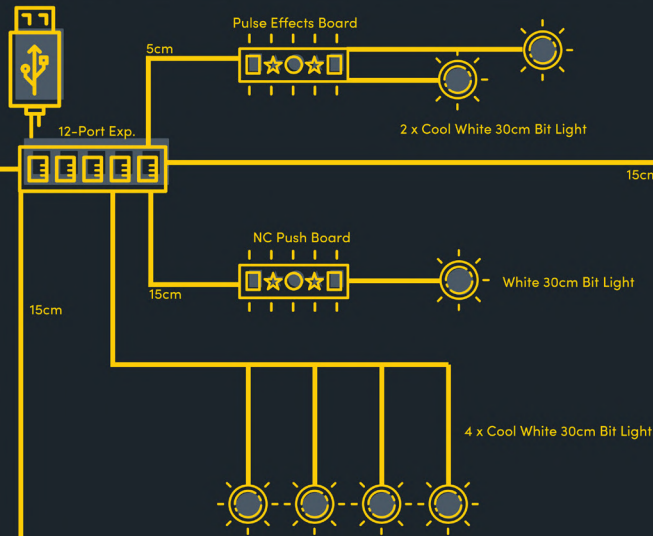 Pulse Effects Board
5cm
12-Port Exp.
2 x Cool White 30cm Bit Light
15cm
NC Push Board
15cm
White 30cm Bit Light
15cm
4 x Cool White 30cm Bit Light